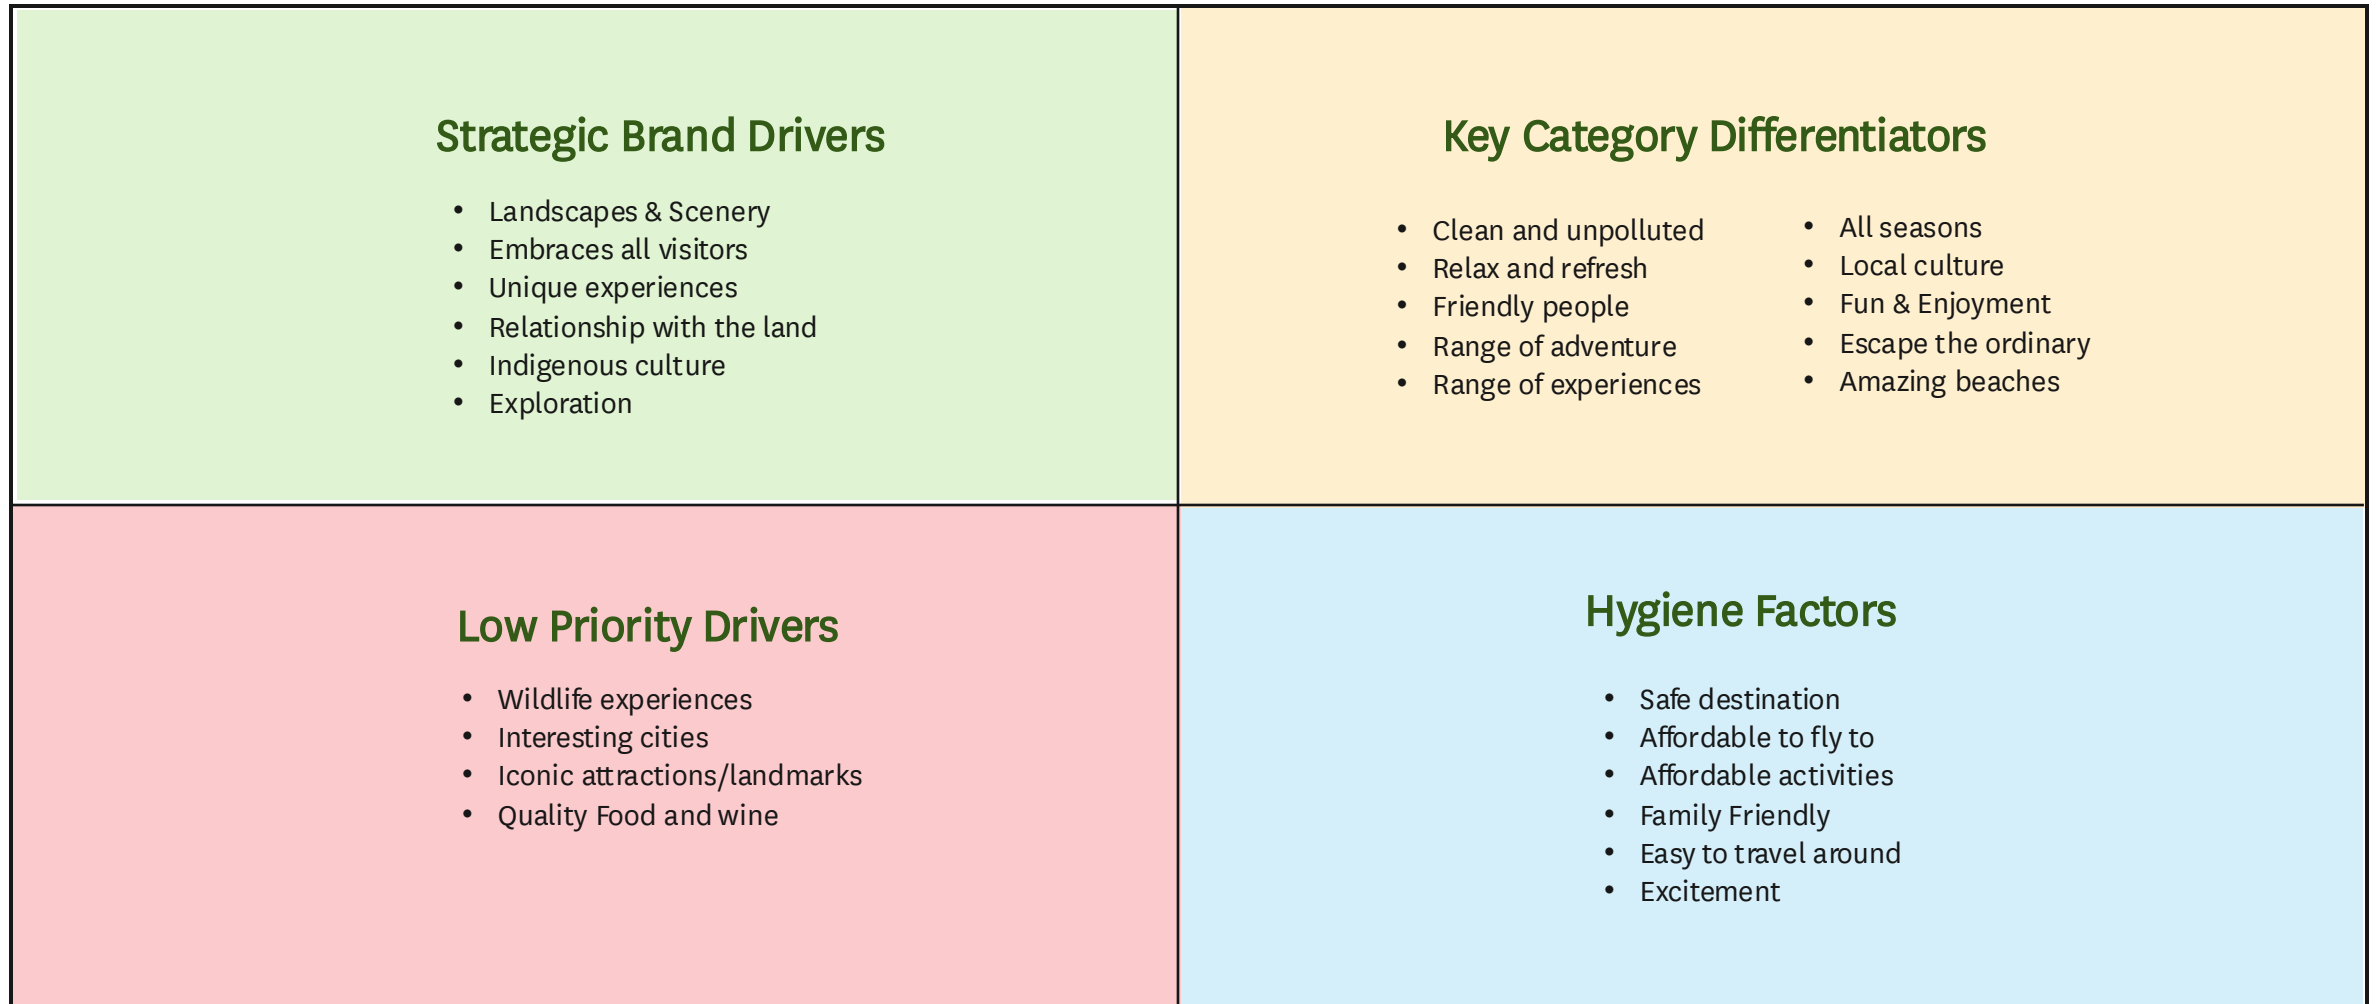 Strategic Brand Drivers
• Landscapes & Scenery
• Embraces all visitors
• Unique experiences
• Relationship with the land
• Indigenous culture
• Exploration
Key Category Differentiators
• Clean and unpolluted
• Relax and refresh
• Friendly people
• Range of adventure
• Range of experiences
• All seasons
• Local culture
• Fun & Enjoyment
• Escape the ordinary
• Amazing beaches
Low Priority Drivers
• Wildlife experiences
• Interesting cities
• Iconic attractions/landmarks
• Quality Food and wine
Hygiene Factors
• Safe destination
• Affordable to fly to
• Affordable activities
• Family Friendly
• Easy to travel around
• Excitement